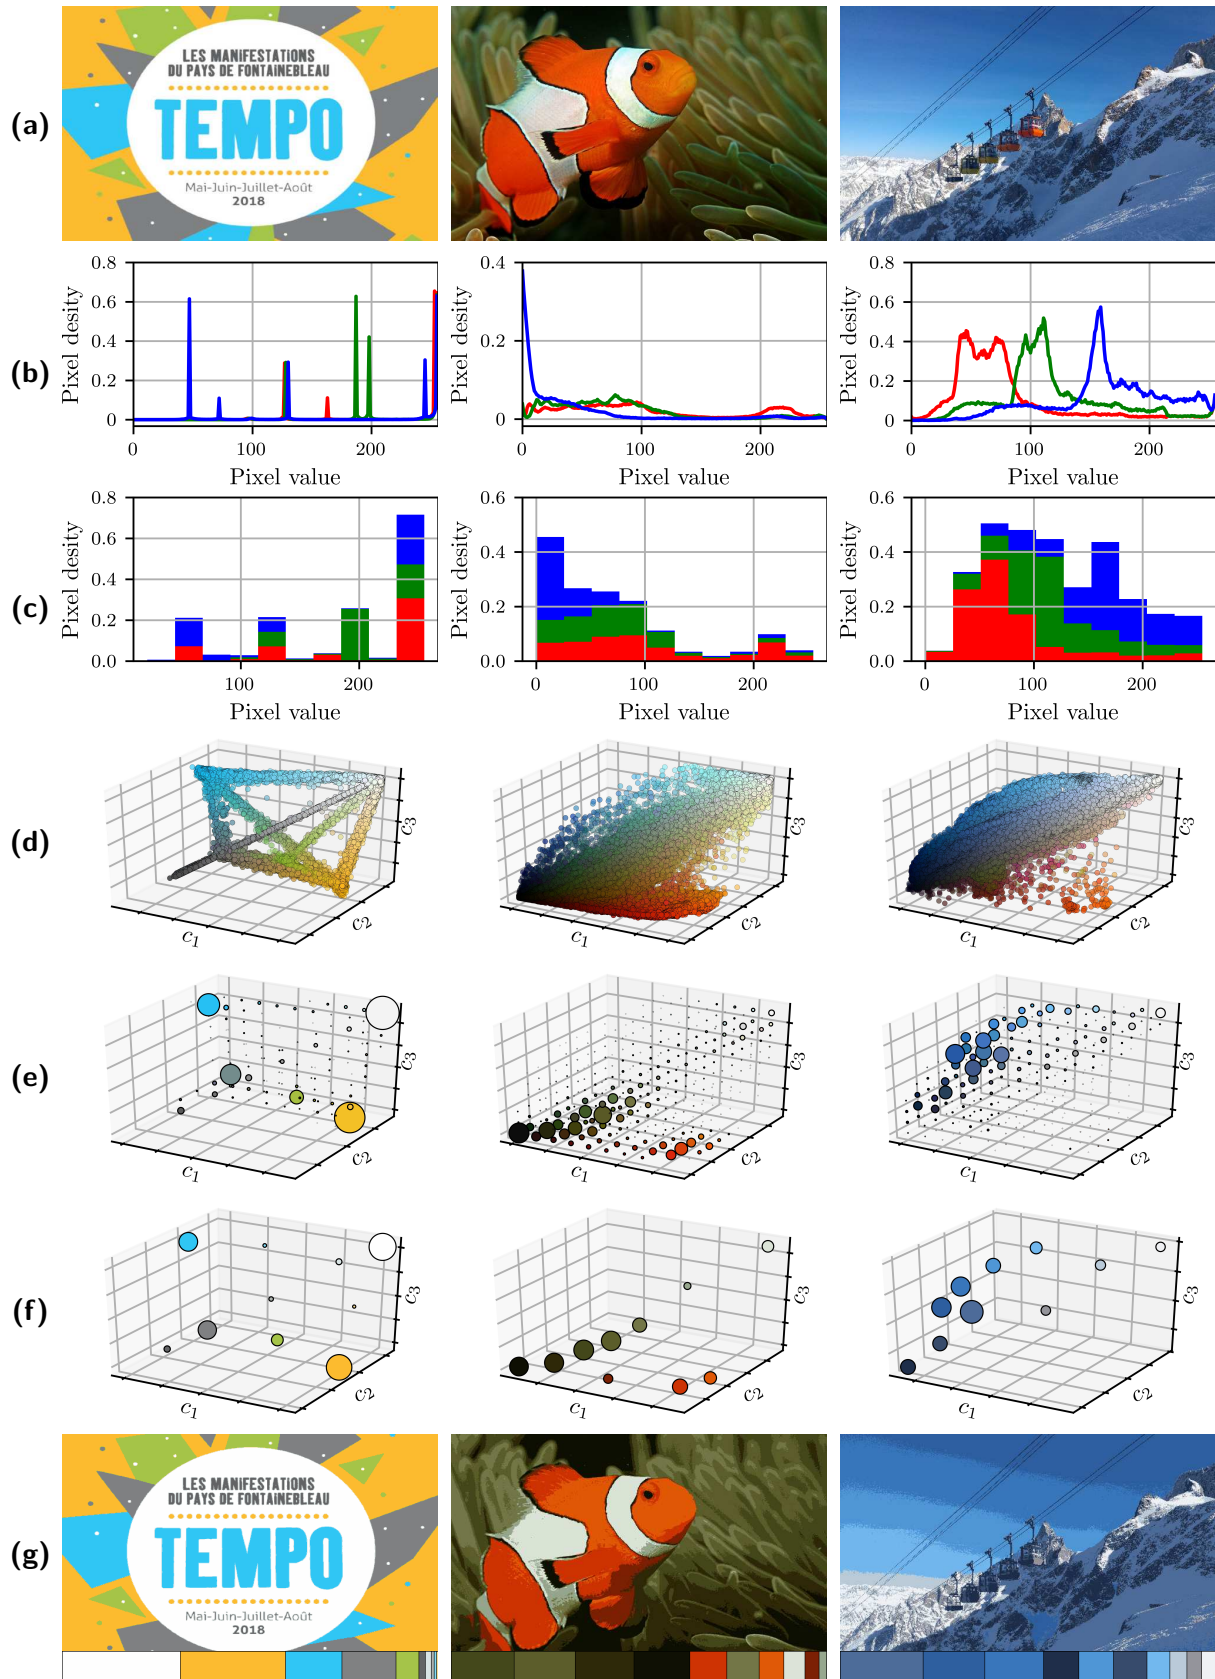 (a)
LES MANIFESTATIONS
DU PAYS DE FONTAINEBLEAU
TEMPO
Mai-Juin-Juillet-Août
2018
(b)
Pixel desity
0.8
0.6
0.4
0.2
0
0 100 200
Pixel value
Pixel desity
0.4
0.2
0.0
0 100 200
Pixel value
Pixel desity
0.8
0.6
0.4
0.2
0.0
0 100 200
Pixel value
(c)
Pixel desity
0.8
0.6
0.4
0.2
0.0
100 200
Pixel value
Pixel desity
0.6
0.4
0.2
0.0
0 100 200
Pixel value
Pixel desity
0.6
0.4
0.2
0.0
0 100 200
Pixel value
(d)
c1 c2 c3
c1 c2 c3
c1 c2 c3
(e)
c1 c2 c3
c1 c2 c3
c1 c2 c3
(f)
c1 c2 c3
c1 c2 c3
c1 c2 c3
(g)
LES MANIFESTATIONS
DU PAYS DE FONTAINEBLEAU
TEMPO
Mai-Juin-Juillet-Août
2018